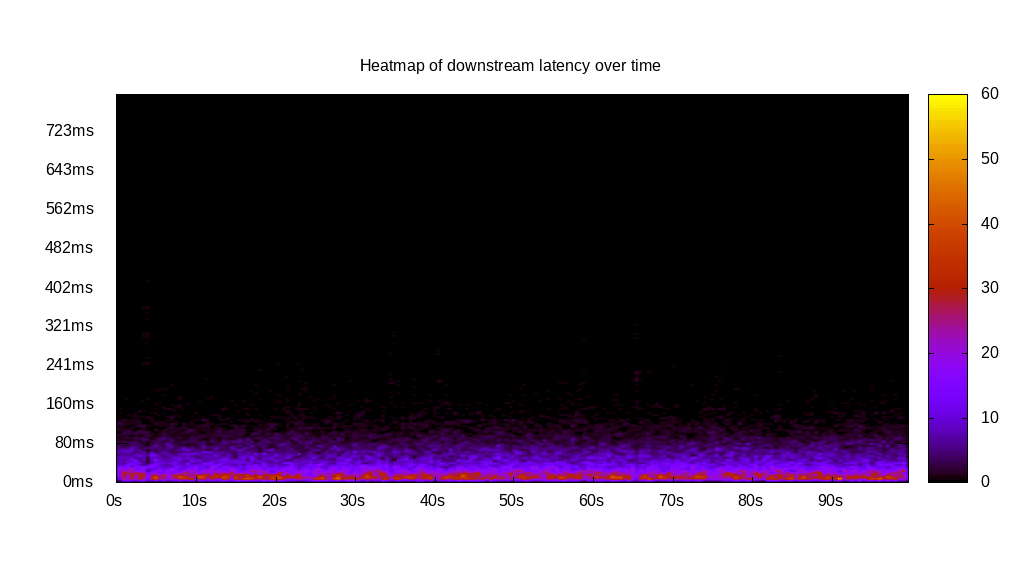 Heatmap of downstream latency over time
723ms
643ms
562ms
482ms
402ms
321ms
241ms
160ms
80ms
0ms
0s 10s 20s 30s 40s 50s 60s 70s 80s 90s
60
50
40
30
20
10
0